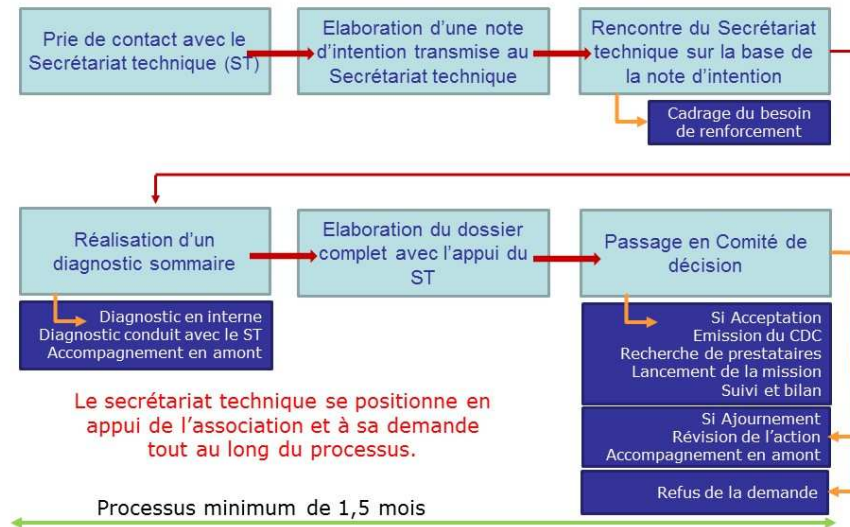 Prie de contact avec le
Secrétariat technique (ST)
Elaboration d'une note
d'intention transmise au
Secrétariat technique
Rencontre du Secrétariat
technique sur la base de
la note d'intention
Cadrage du besoin
de renforcement
Réalisation d'un
diagnostic sommaire
Diagnostic en interne
Diagnostic conduit avec le ST
Accompagnement en amont
Elaboration du dossier
complet avec l'appui du
ST
Passage en Comité de
décision
Si Acceptation
Emission du CDC
Recherche de prestataires
Lancement de la mission
Suivi et bilan
Si Ajournement
Révision de l'action
Accompagnement en amont
Refus de la demande
Le secrétariat technique se positionne en
appui de l'association et à sa demande
tout au long du processus.
Processus minimum de 1,5 mois